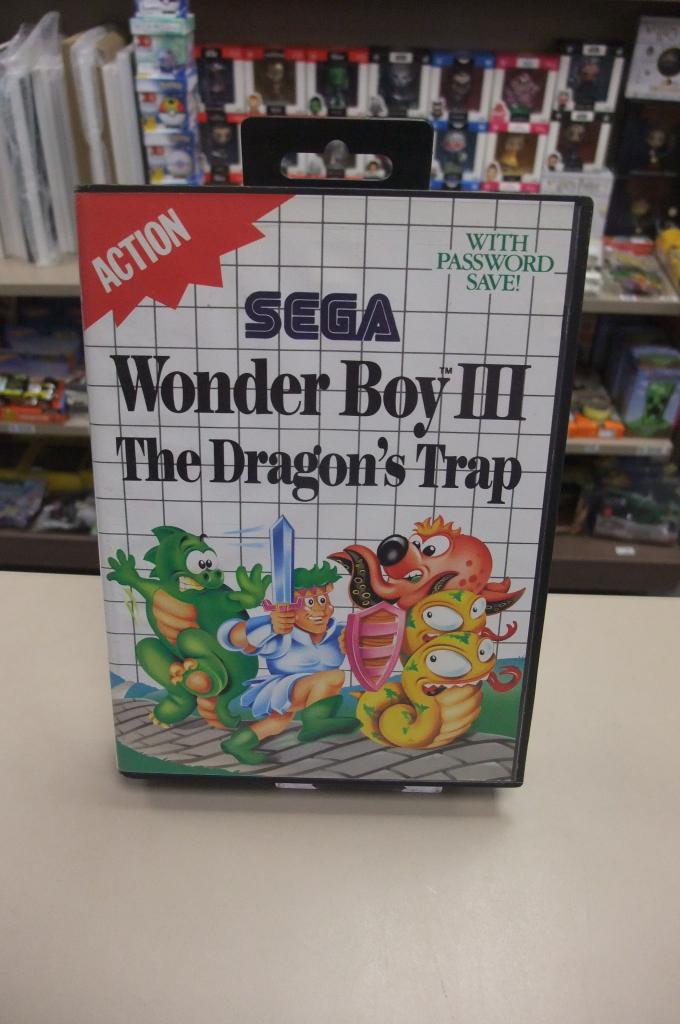 ACTION
WITH
PASSWORD
SAVE!
SEGA
Wonder Boy™ III
The Dragon's Trap